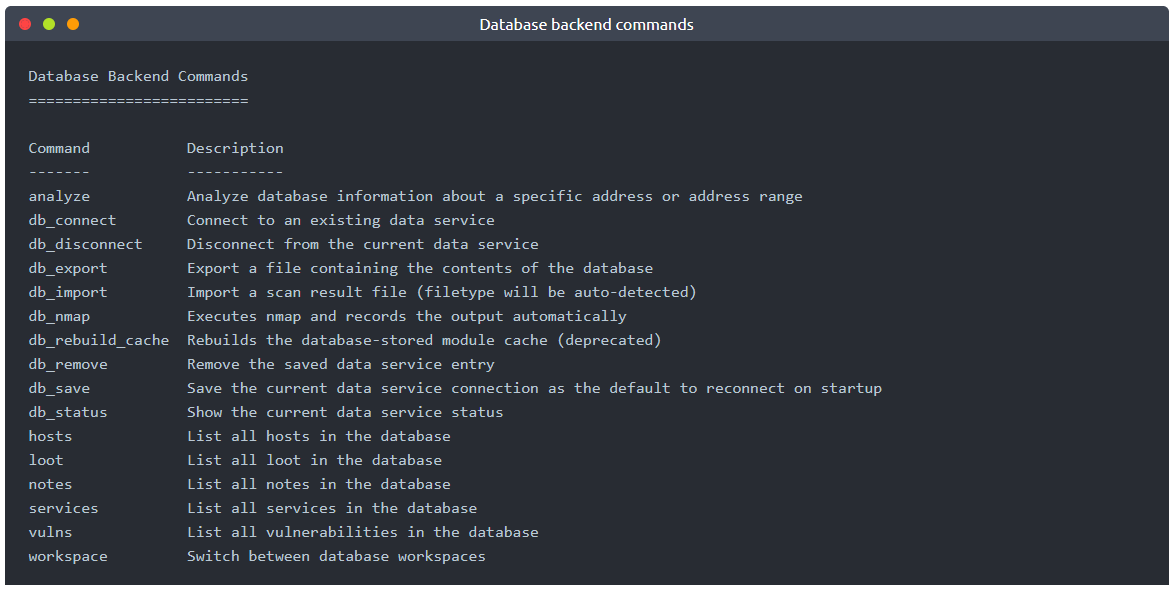 Database backend commands
Database Backend Commands
=========================
Command Description
------- -----------
analyze Analyze database information about a specific address or address range
db_connect Connect to an existing data service
db_disconnect Disconnect from the current data service
db_export Export a file containing the contents of the database
db_import Import a scan result file (filetype will be auto-detected)
db_nmap Executes nmap and records the output automatically
db_rebuild_cache Rebuilds the database-stored module cache (deprecated)
db_remove Remove the saved data service entry
db_save Save the current data service connection as the default to reconnect on startup
db_status Show the current data service status
hosts List all hosts in the database
loot List all loot in the database
notes List all notes in the database
services List all services in the database
vulns List all vulnerabilities in the database
workspace Switch between database workspaces